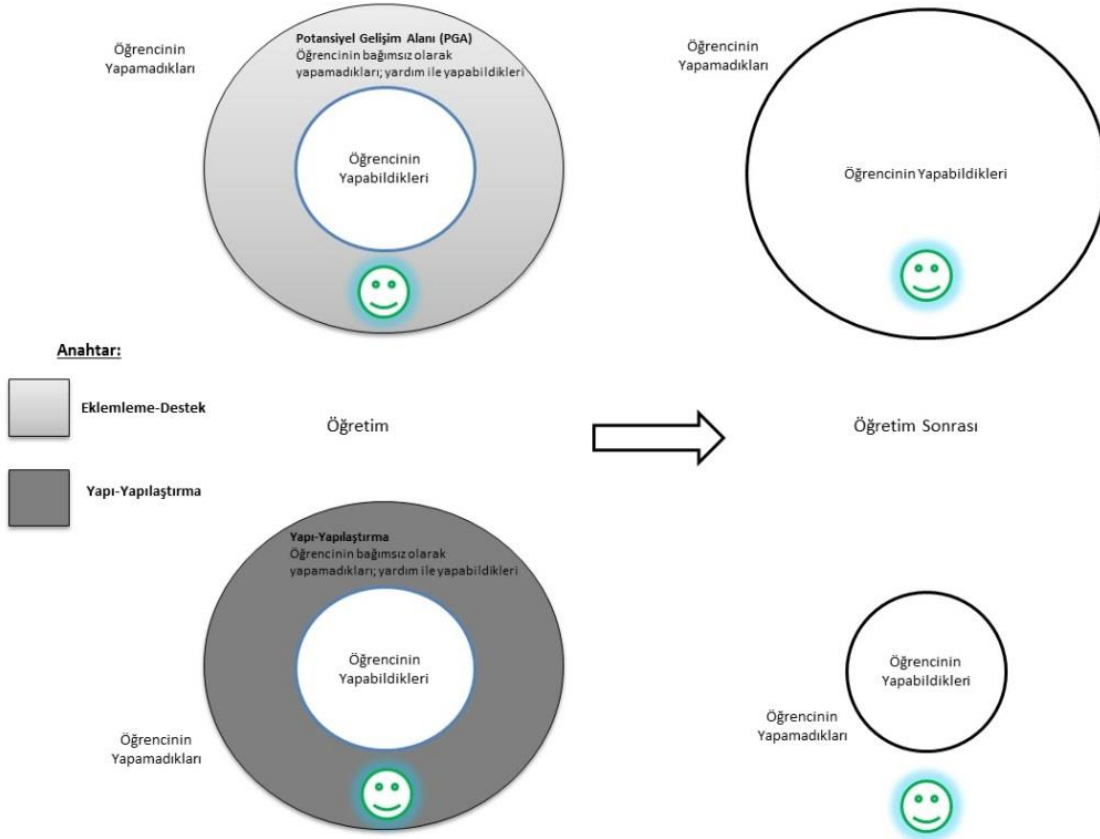 Öğrencinin
Yapamadıkları
Potansiyel Gelişim Alanı (PGA)
Öğrencinin bağımsız olarak
yapamadıkları; yardım ile yapabildikleri
Öğrencinin
Yapabildikleri
Öğrencinin
Yapamadıkları
Öğrencinin Yapabildikleri
Anahtar:
Eklemleme-Destek
Yapı-Yapılaştırma
Öğretim
Öğretim Sonrası
Yapı-Yapılaştırma
Öğrencinin bağımsız olarak
yapamadıkları; yardım ile yapabildikleri
Öğrencinin
Yapabildikleri
Öğrencinin
Yapamadıkları
Öğrencinin
Yapabildikleri
Öğrencinin
Yapamadıkları